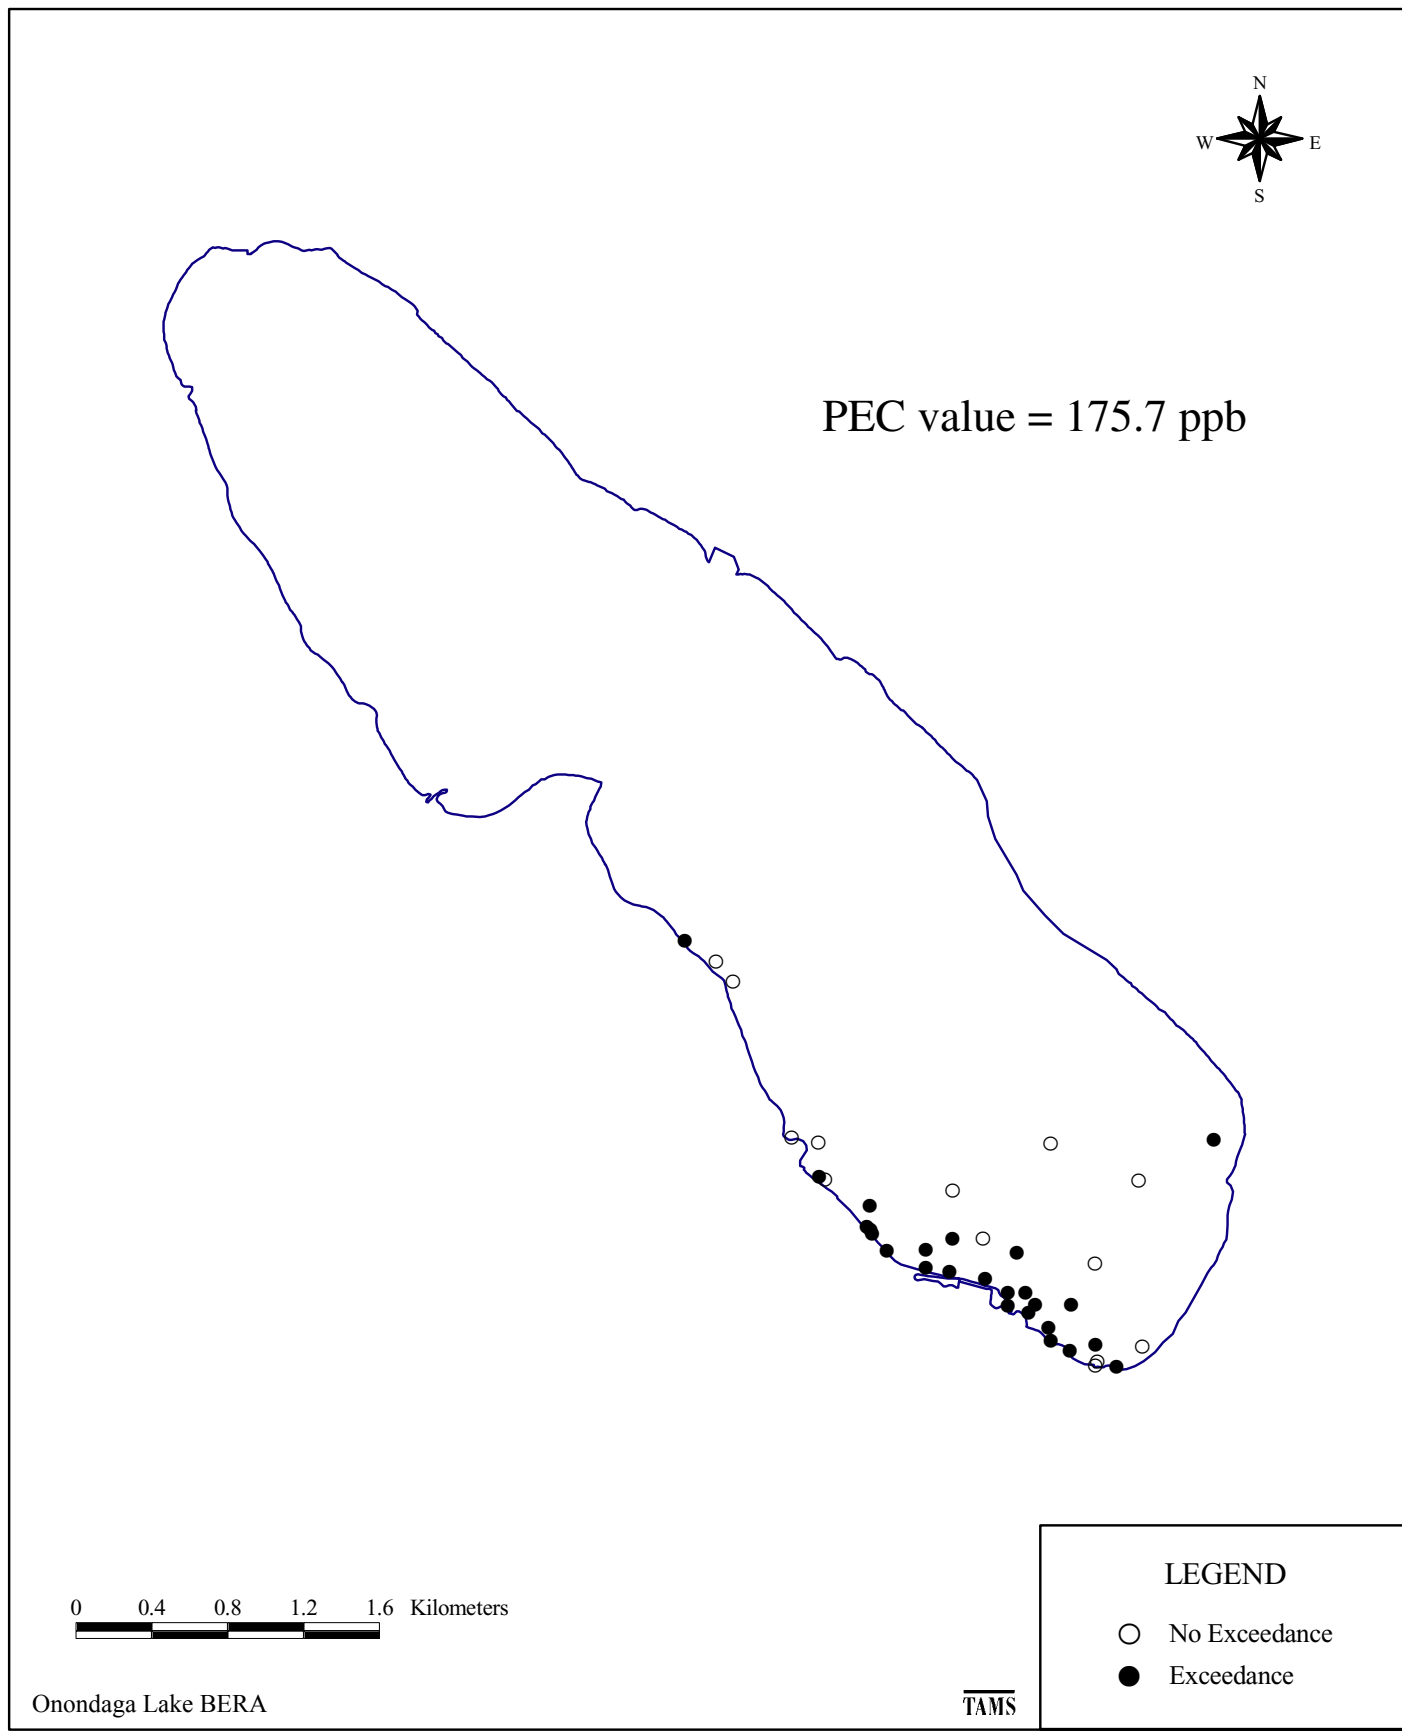 N
W E
S
PEC value = 175.7 ppb
LEGEND
No Exceedance
Exceedance
0 0.4 0.8 1.2 1.6 Kilometers
Onondaga Lake BERA
TAMS